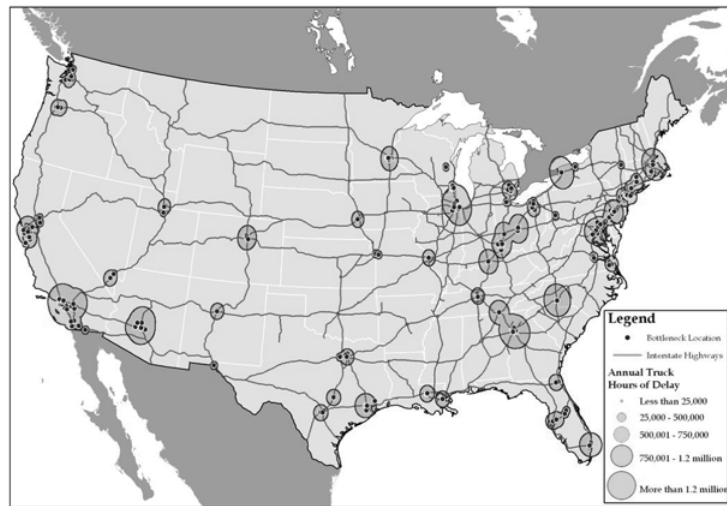 Legend
Bottleneck Location
Interstate Highways
Annual Truck
Hours of Delay
Less than 25,000
25,000 - 500,000
500,001 - 750,000
750,001 - 1.2 million
More than 1.2 million